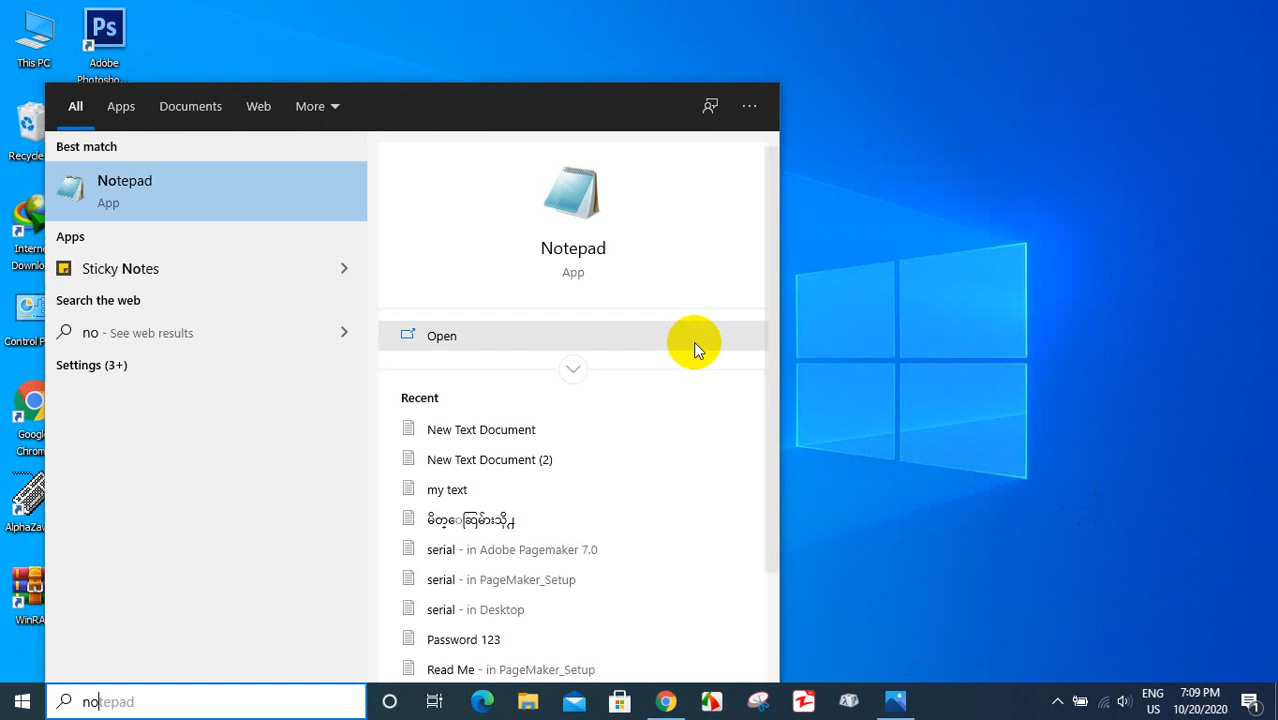 This PC
Ps
Adobe
Photosho...
All
Apps
Documents
Web
More
Best match
Notepad
App
Apps
Sticky Notes
Search the web
no - See web results
Settings (3+)
Notepad
App
Open
Recent
New Text Document
New Text Document (2)
my text
serial - in Adobe Pagemaker 7.0
serial - in PageMaker_Setup
serial - in Desktop
Password 123
Read Me - in PageMaker_Setup
Recycle
Internet
Downlo
Control P
Google
Chrom
AlphaZaw
WinRA
notepad
ENG
US
7:09 PM
10/20/2020
1